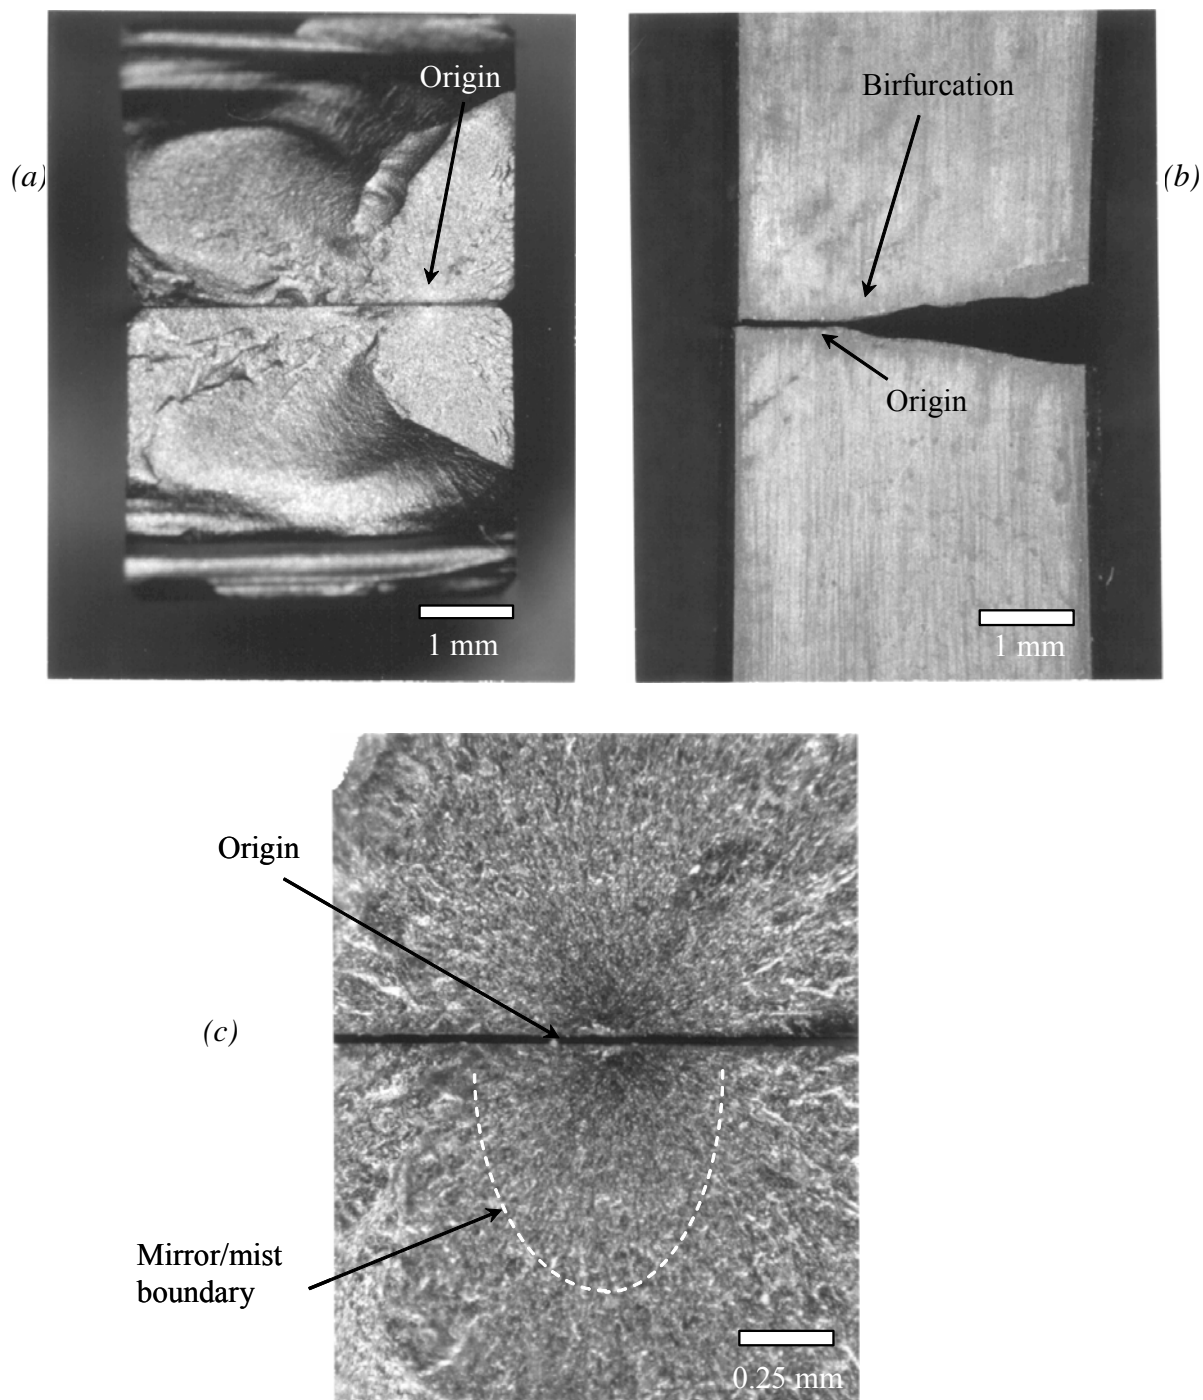 Origin
(a)
1 mm
Birfurcation
(b)
Origin
1 mm
Origin
(c)
Mirror/mist
boundary
0.25 mm